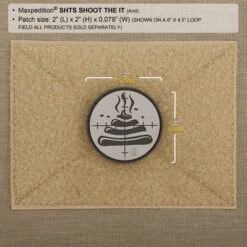 • Maxpedition® SHTS SHOOT THE IT (Arid)
• Patch size: 2" (L) x 2" (H) x 0.079" (W) (SHOWN ON A 6" X 4.5" LOOP
FIELD ALL PRODUCTS SOLD SEPARATELY)